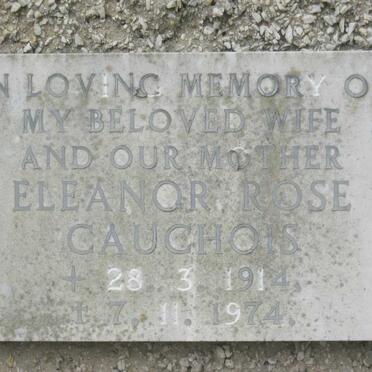 N LOVING MEMORY O
MY BELOVED WIFE
AND OUR MOTHER
ELEANOR ROSE
CAUCHOIS
+ 28. 3. 1914.
† 7. 11. 1974.